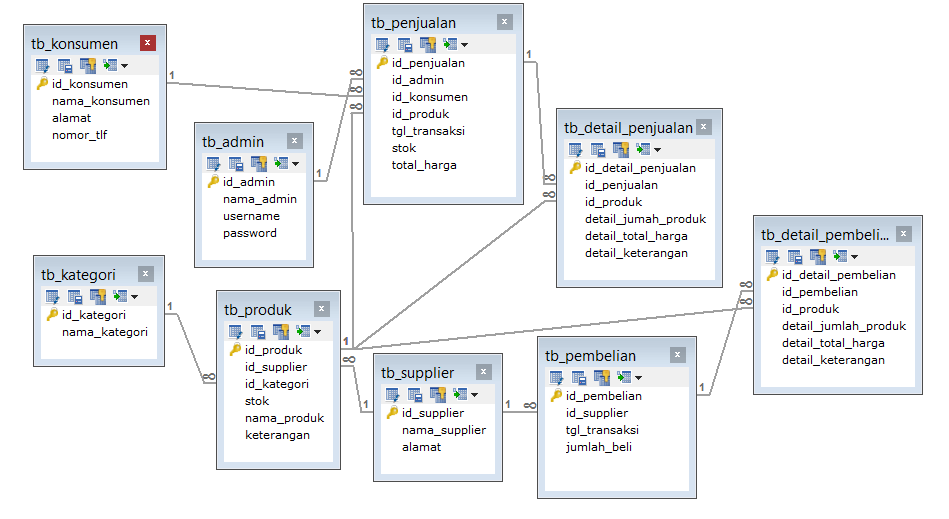 tb_konsumen
id_konsumen
nama_konsumen
alamat
nomor_tlf
tb_penjualan
id_penjualan
id_admin
id_konsumen
id_produk
tgl_transaksi
stok
total_harga
tb_admin
id_admin
nama_admin
username
password
tb_detail_penjualan
id_detail_penjualan
id_penjualan
id_produk
detail_jumah_produk
detail_total_harga
detail_keterangan
tb_detail_pembeli...
id_detail_pembelian
id_pembelian
id_produk
detail_jumlah_produk
detail_total_harga
detail_keterangan
tb_kategori
id_kategori
nama_kategori
tb_produk
id_produk
id_supplier
id_kategori
stok
nama_produk
keterangan
tb_supplier
id_supplier
nama_supplier
alamat
tb_pembelian
id_pembelian
id_supplier
tgl_transaksi
jumlah_beli
1
∞
1
∞
∞
1
∞
∞
1
∞
1
∞
1
1
∞
1
∞
∞
1